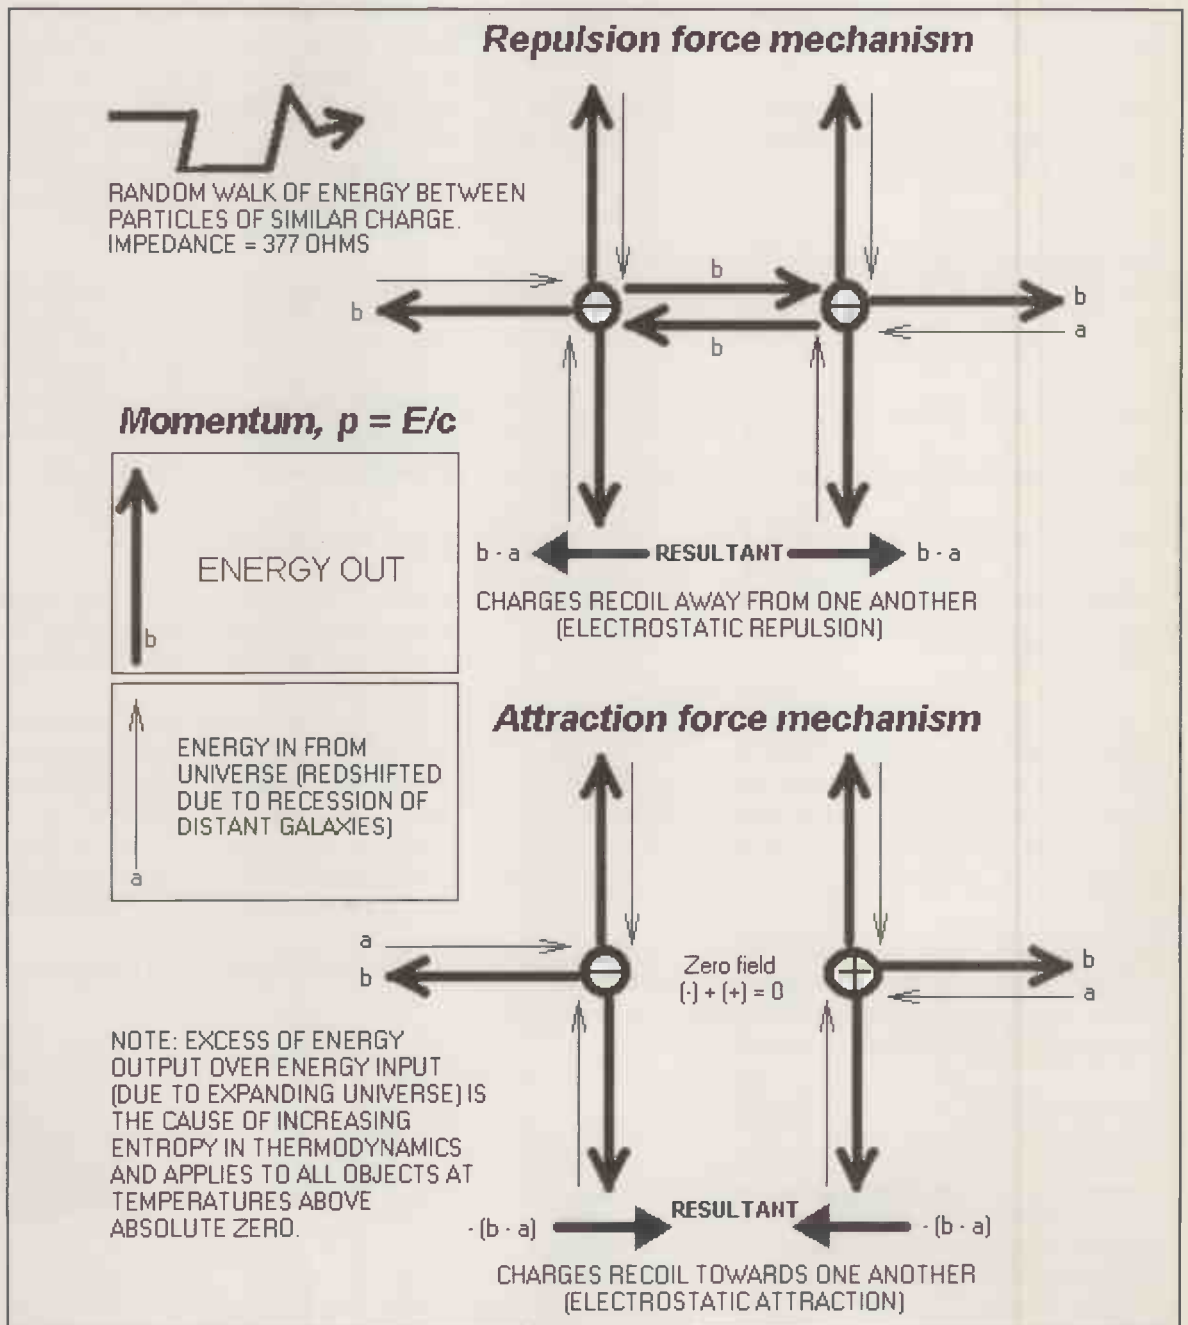 Repulsion force mechanism
RANDOM WALK OF ENERGY BETWEEN
PARTICLES OF SIMILAR CHARGE.
IMPEDANCE = 377 OHMS
b
b
b
b
a
Momentum, p = E/c
ENERGY OUT
b
b - a
RESULTANT
b - a
CHARGES RECOIL AWAY FROM ONE ANOTHER
(ELECTROSTATIC REPULSION)
ENERGY IN FROM
UNIVERSE (REDSHIFTED
DUE TO RECESSION OF
DISTANT GALAXIES)
a
Attraction force mechanism
a
b
Zero field
(-) + (+) = 0
b
a
NOTE: EXCESS OF ENERGY
OUTPUT OVER ENERGY INPUT
(DUE TO EXPANDING UNIVERSE) IS
THE CAUSE OF INCREASING
ENTROPY IN THERMODYNAMICS
AND APPLIES TO ALL OBJECTS AT
TEMPERATURES ABOVE
ABSOLUTE ZERO.
- (b - a)
RESULTANT
- (b - a)
CHARGES RECOIL TOWARDS ONE ANOTHER
(ELECTROSTATIC ATTRACTION)